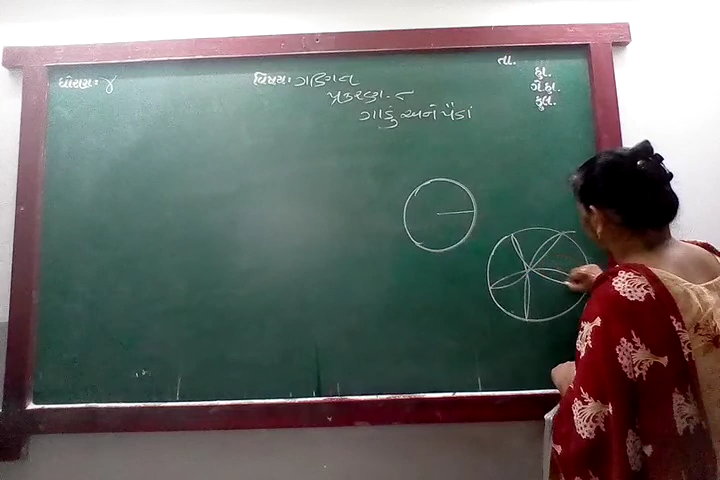 ધોરણ: ૪
વિષય: ગણિત
તા.
પ્રકરણ - ૮
હા.
ગે.હા.
કુલ.
ગાડું અને પૈડાં